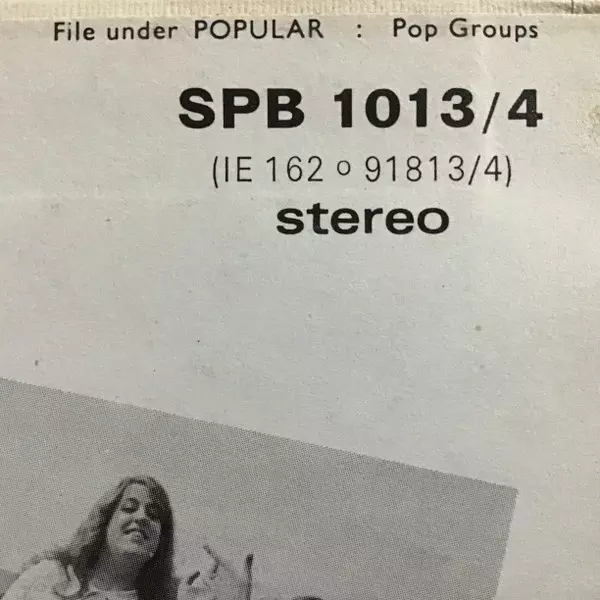 File under POPULAR : Pop Groups
SPB 1013/4
(IE 162 o 91813/4)
stereo